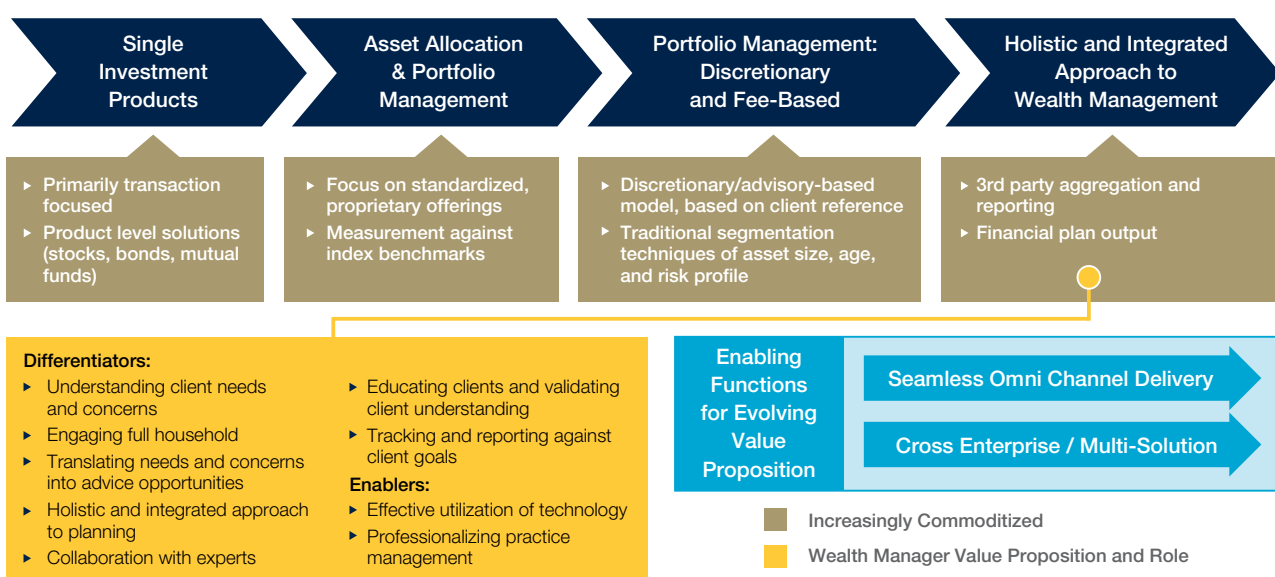 Single
Investment
Products
Asset Allocation
& Portfolio
Management
Portfolio Management:
Discretionary
and Fee-Based
Holistic and Integrated
Approach to
Wealth Management
▸ Primarily transaction
focused
▸ Product level solutions
(stocks, bonds, mutual
funds)
▸ Focus on standardized,
proprietary offerings
▸ Measurement against
index benchmarks
▸ Discretionary/advisory-based
model, based on client reference
▸ Traditional segmentation
techniques of asset size, age,
and risk profile
▸ 3rd party aggregation and
reporting
▸ Financial plan output
Differentiators:
▸ Understanding client needs
and concerns
▸ Engaging full household
▸ Translating needs and concerns
into advice opportunities
▸ Holistic and integrated approach
to planning
▸ Collaboration with experts
▸ Educating clients and validating
client understanding
▸ Tracking and reporting against
client goals
Enablers:
▸ Effective utilization of technology
▸ Professionalizing practice
management
Enabling
Functions
for Evolving
Value
Proposition
Seamless Omni Channel Delivery
Cross Enterprise / Multi-Solution
Increasingly Commoditized
Wealth Manager Value Proposition and Role